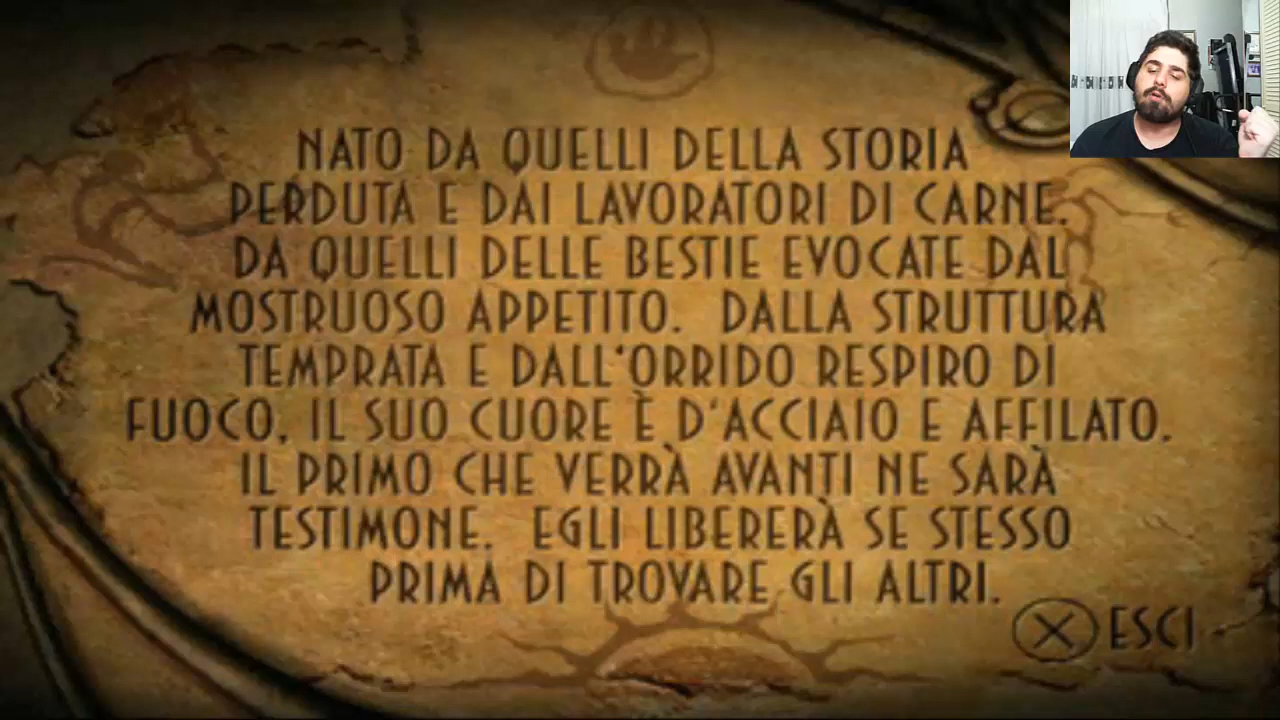 NATO DA QUELLI DELLA STORIA
PERDUTA E DAI LAVORATORI DI CARNE.
DA QUELLI DELLE BESTIE EVOCATE DAL
MOSTRUOSO APPETITO. DALLA STRUTTURA
TEMPRATA E DALL'ORRIDO RESPIRO DI
FUOCO, IL SUO CUORE È D'ACCIAIO E AFFILATO.
IL PRIMO CHE VERRÀ AVANTI NE SARÀ
TESTIMONE. EGLI LIBERERÀ SE STESSO
PRIMA DI TROVARE GLI ALTRI.
ESCI